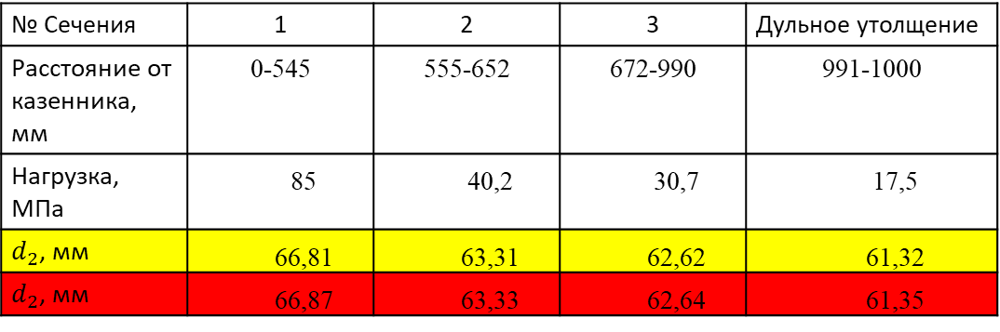 № Сечения 1 2 3 Дульное утолщение
Расстояние от 0-545 555-652 672-990 991-1000
казенника,
мм
Нагрузка, 85 40,2 30,7 17,5
МПа
𝑑₂, мм 66,81 63,31 62,62 61,32
𝑑₂, мм 66,87 63,33 62,64 61,35